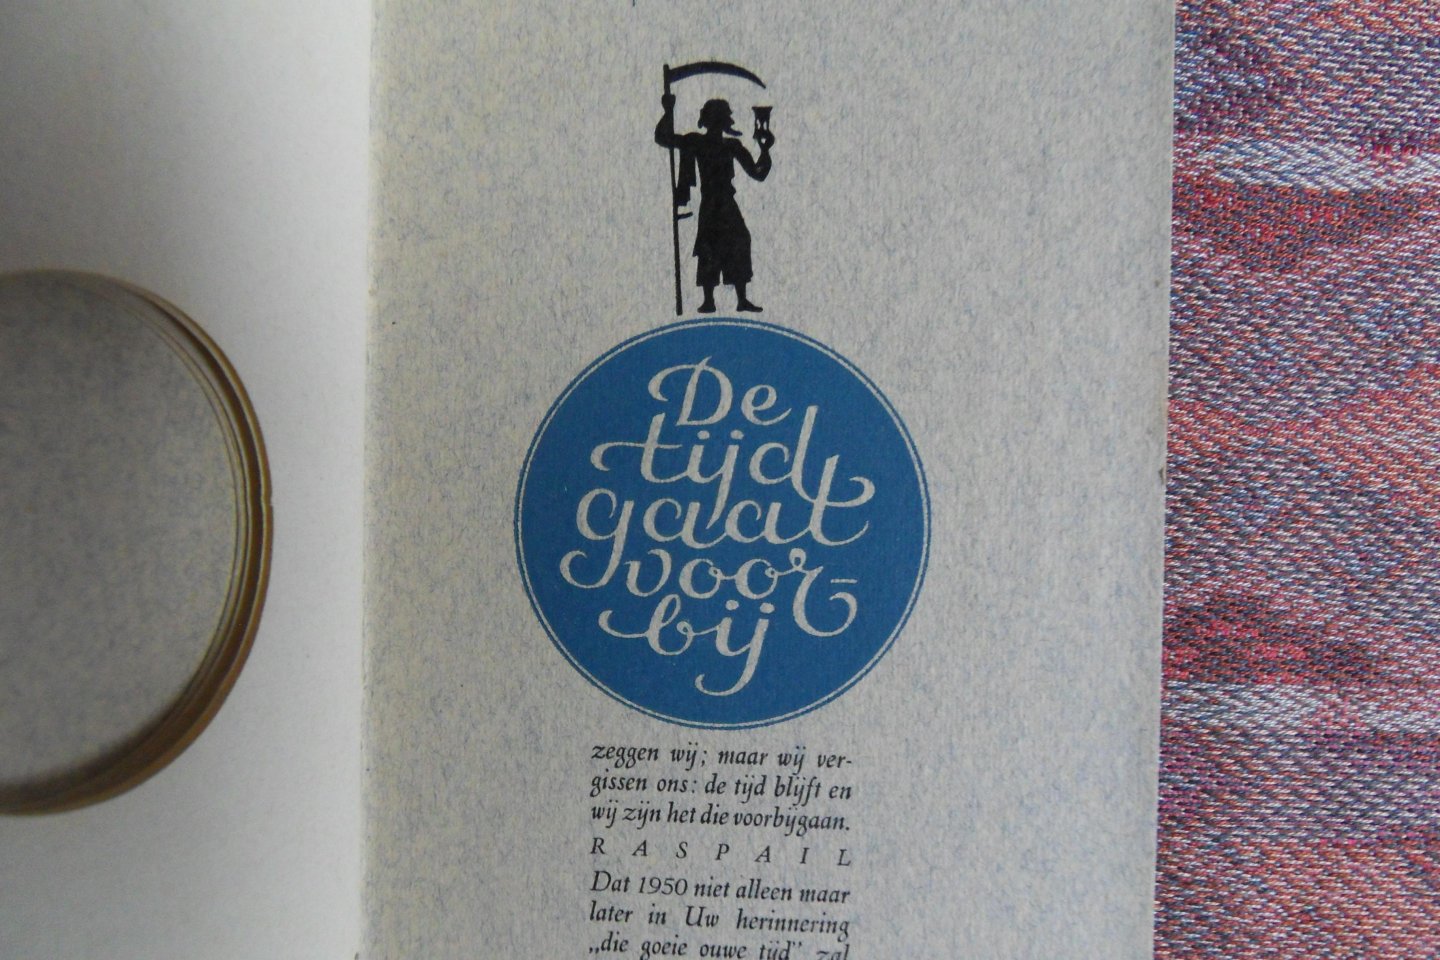 De
tijd
gaat
voor-
bij
zeggen wij; maar wij ver-
gissen ons: de tijd blijft en
wij zijn het die voorbijgaan.
RASPAIL
Dat 1950 niet alleen maar
later in Uw herinnering
„die goeie ouwe tijd” zal